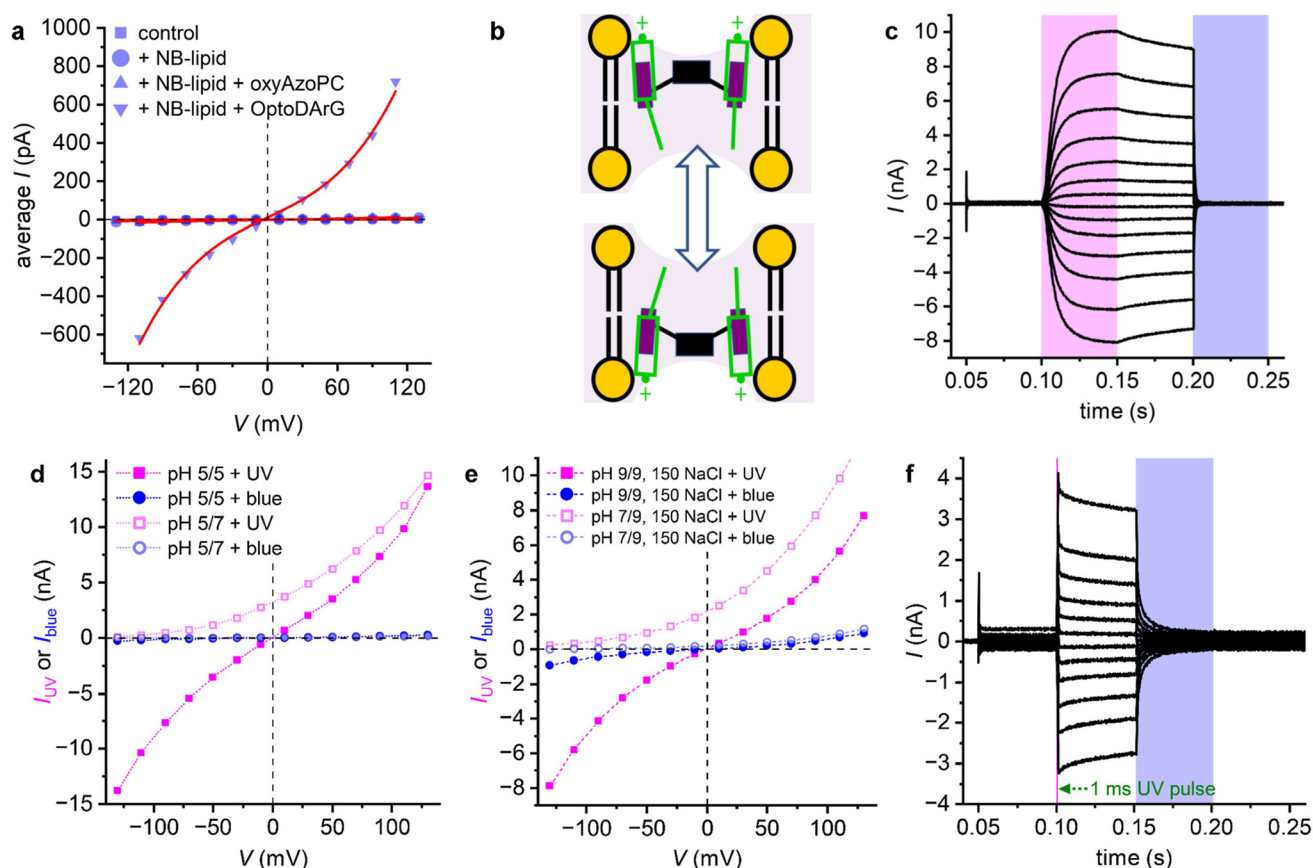 a
1000
800
600
400
200
0
−200
−400
−600
average I (pA)
control
+ NB-lipid
+ NB-lipid + oxyAzoPC
+ NB-lipid + OptoDArG
−120
−60
0
60
120
V (mV)
b
+ +
+ +
c
10
8
6
4
2
0
−2
−4
−6
−8
I (nA)
0.05
0.10
0.15
0.20
0.25
time (s)
d
15
10
5
0
−5
−10
−15
I_UV or I_blue (nA)
pH 5/5 + UV
pH 5/5 + blue
pH 5/7 + UV
pH 5/7 + blue
−100
−50
0
50
100
V (mV)
e
10
8
6
4
2
0
−2
−4
−6
−8
I_UV or I_blue (nA)
pH 9/9, 150 NaCl + UV
pH 9/9, 150 NaCl + blue
pH 7/9, 150 NaCl + UV
pH 7/9, 150 NaCl + blue
−100
−50
0
50
100
V (mV)
f
4
3
2
1
0
−1
−2
−3
−4
I (nA)
1 ms UV pulse
0.05
0.10
0.15
0.20
0.25
time (s)